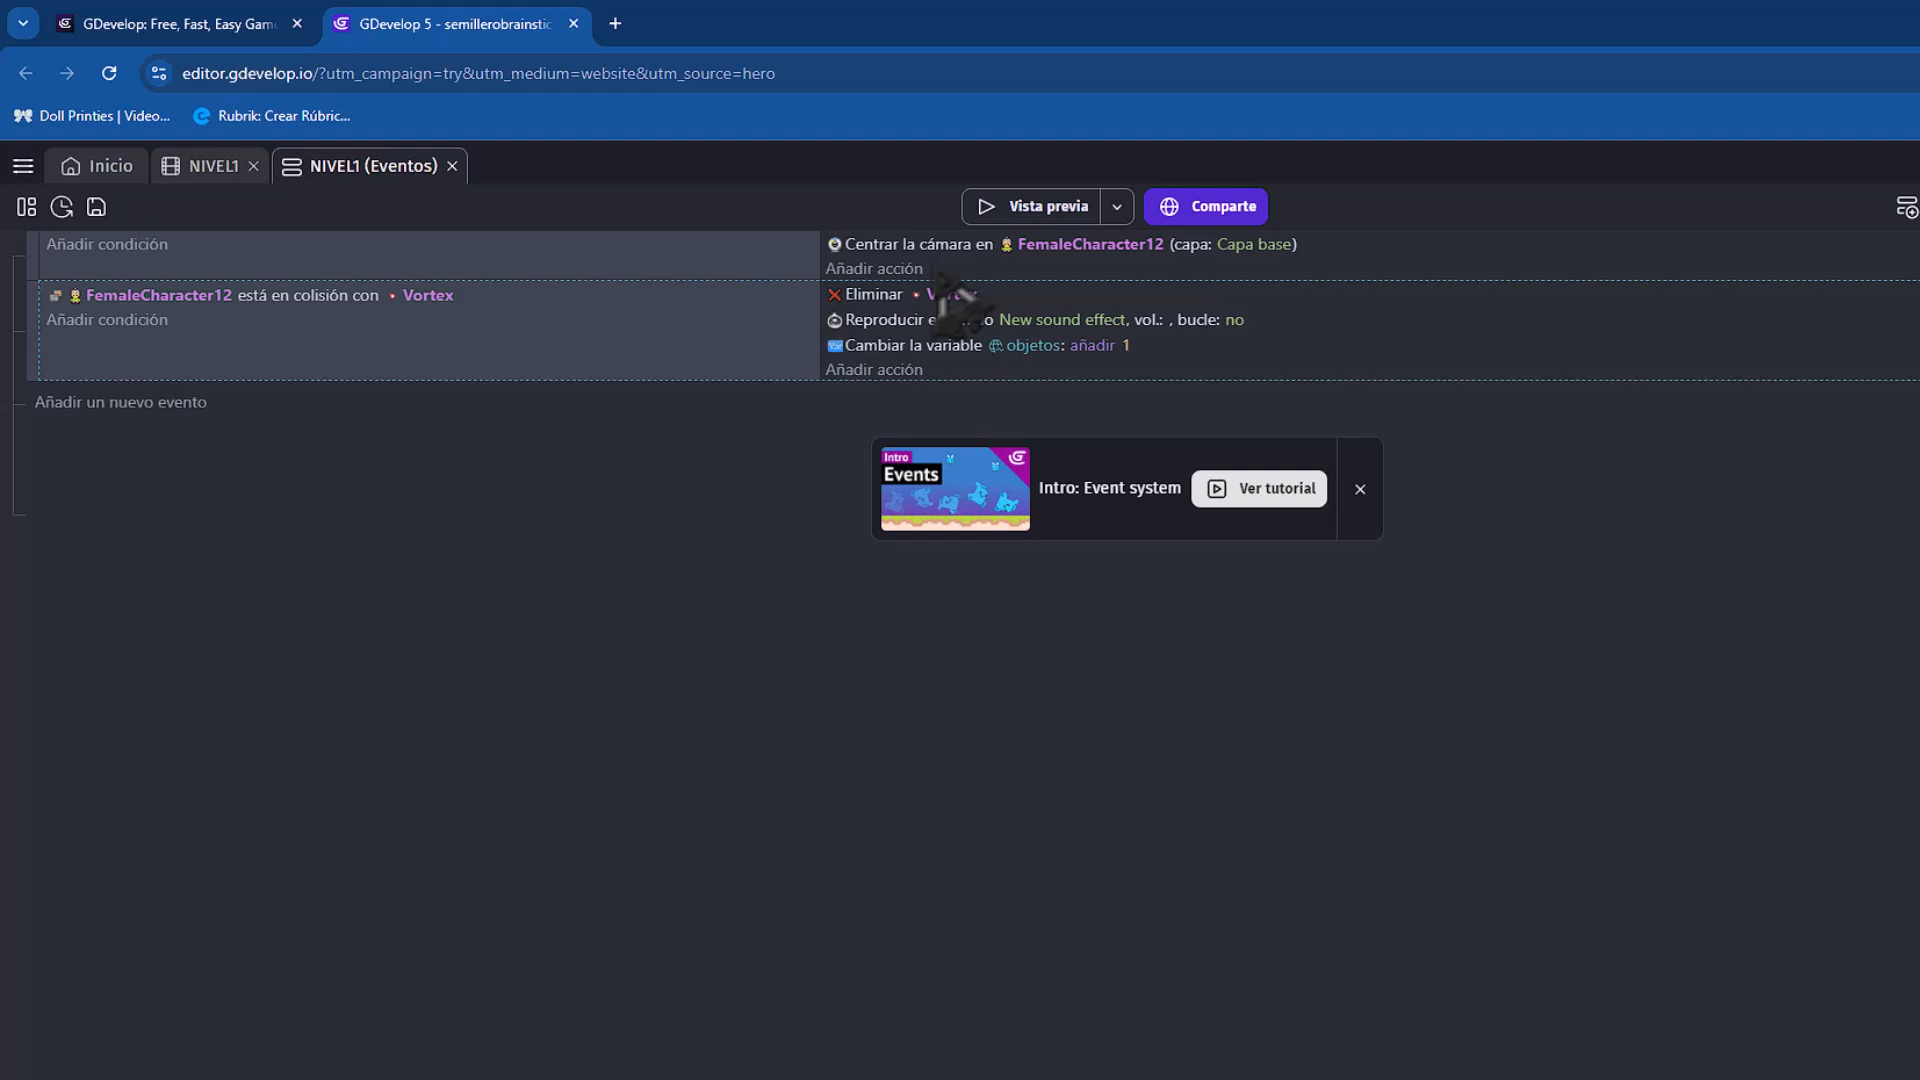 GDevelop: Free, Fast, Easy Gam
GDevelop 5 - semillerobrainstic
editor.gdevelop.io/?utm_campaign=try&utm_medium=website&utm_source=hero
Doll Printies | Video...
Rubrik: Crear Rúbric...
Inicio
NIVEL1
NIVEL1 (Eventos)
Vista previa
Comparte
Añadir condición
Centrar la cámara en FemaleCharacter12 (capa: Capa base)
Añadir acción
FemaleCharacter12 está en colisión con Vortex
Añadir condición
Eliminar
Reproducir New sound effect, vol.: , bucle: no
Cambiar la variable objetos: añadir 1
Añadir acción
Añadir un nuevo evento
Intro
Events
Intro: Event system
Ver tutorial